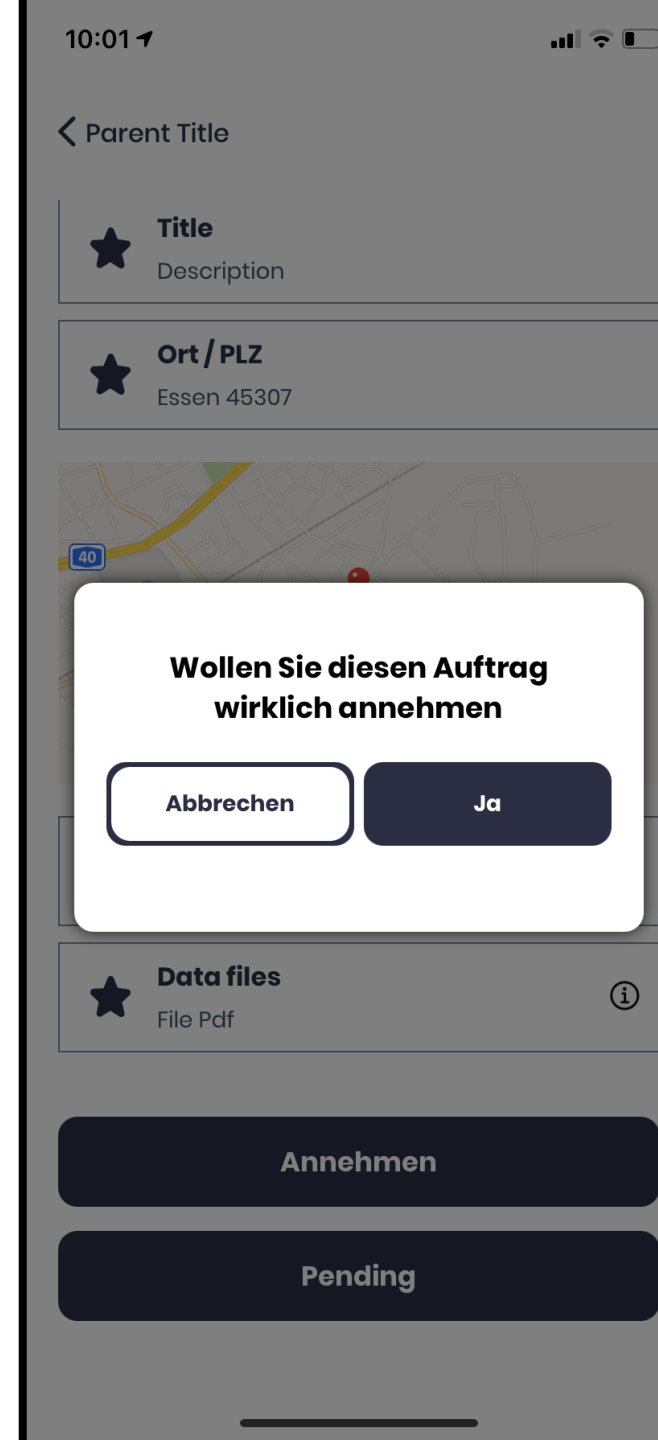 10:01
Parent Title
Title
Description
Ort / PLZ
Essen 45307
40
Wollen Sie diesen Auftrag
wirklich annehmen
Abbrechen
Ja
Data files
File Pdf
Annehmen
Pending